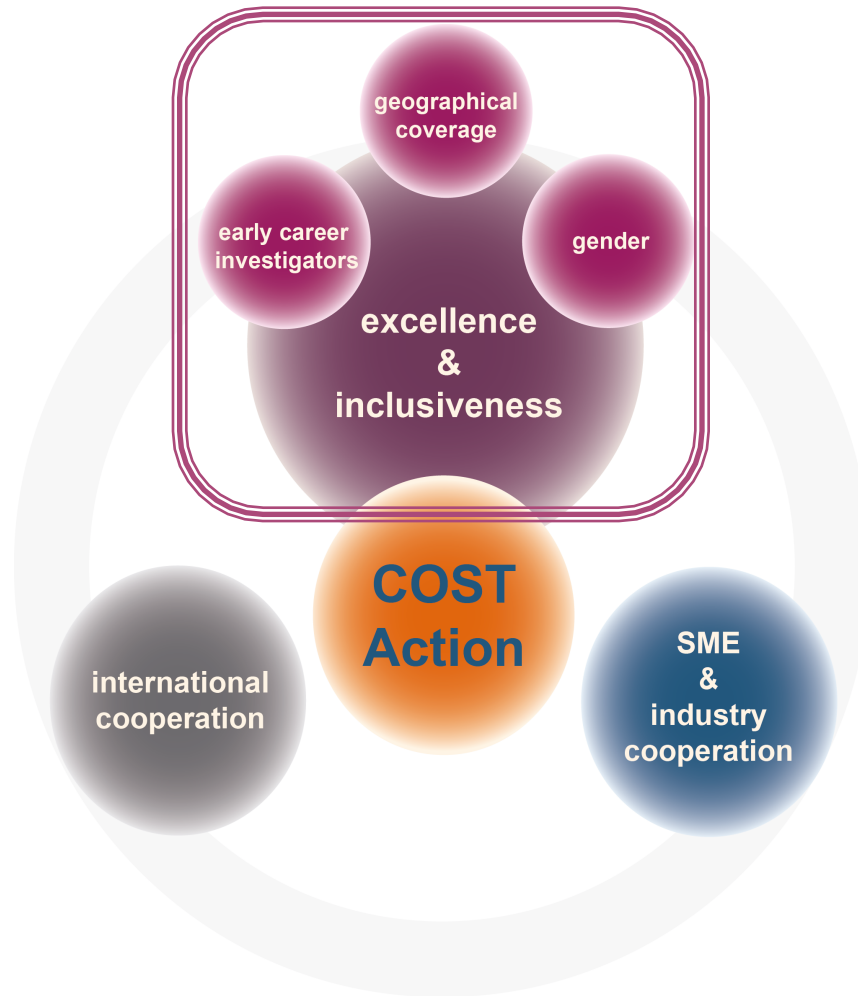 geographical
coverage
early career
investigators
gender
excellence
&
inclusiveness
COST
Action
international
cooperation
SME
&
industry
cooperation